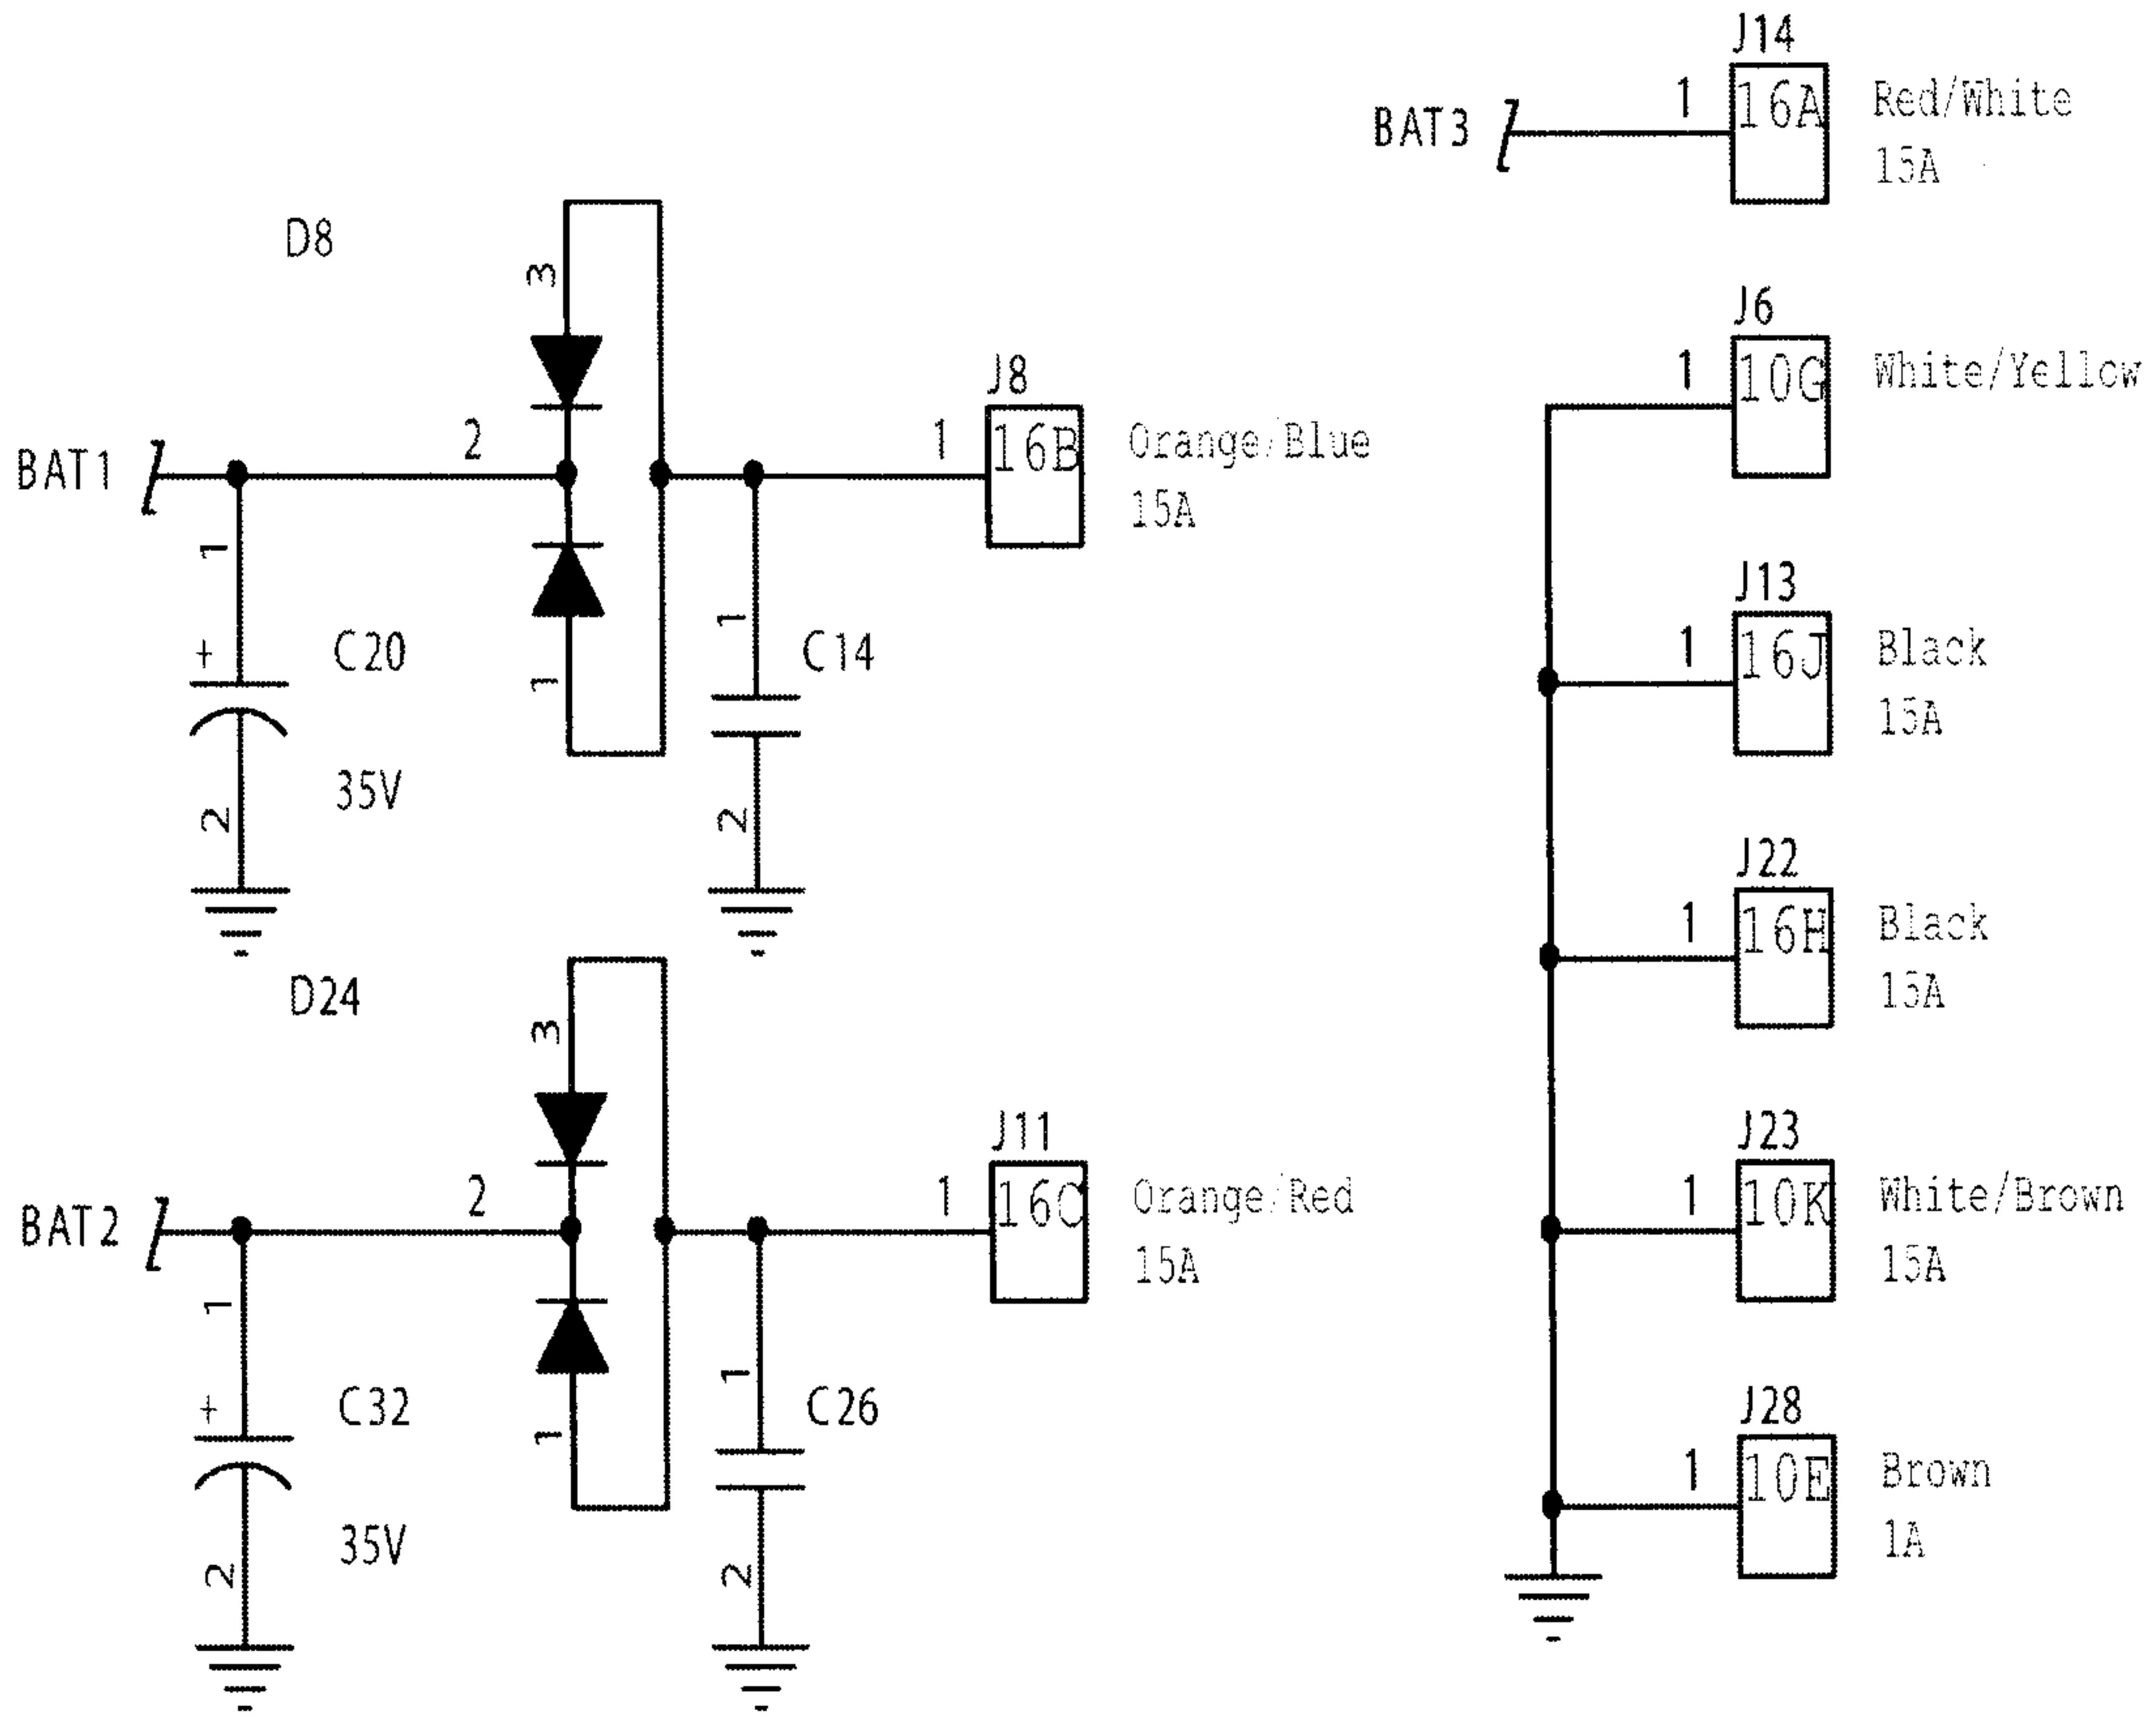 J14
1
16A
Red/White
BAT3
15A
D8
3
J6
1
10G
White/Yellow
J8
2
1
16B
Orange/Blue
BAT1
15A
1
J13
1
16J
Black
15A
+
C20
1
1
C14
35V
2
2
J22
1
16H
Black
15A
D24
3
J11
J23
2
1
16C
Orange/Red
1
10K
White/Brown
BAT2
15A
15A
1
+
C32
1
1
C26
J28
1
10E
Brown
1A
35V
2
2